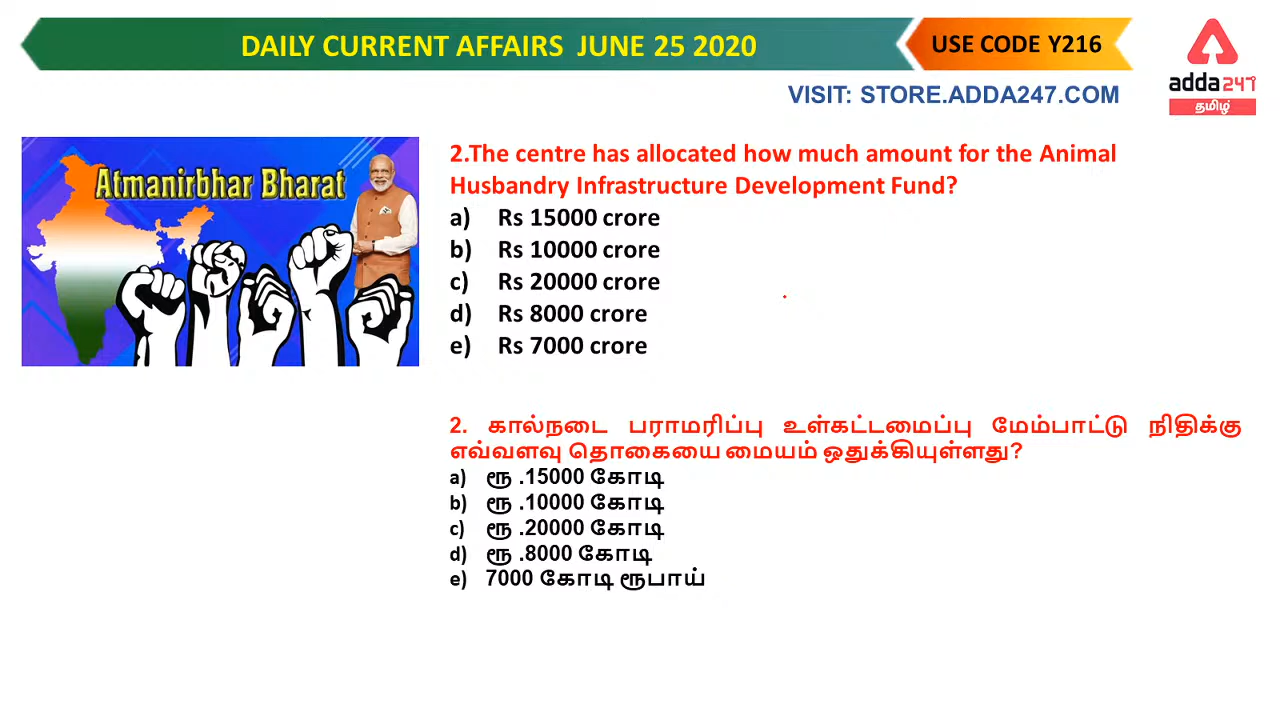 DAILY CURRENT AFFAIRS JUNE 25 2020
USE CODE Y216
adda247
தமிழ்
VISIT: STORE.ADDA247.COM
Atmanirbhar Bharat
2.The centre has allocated how much amount for the Animal
Husbandry Infrastructure Development Fund?
a) Rs 15000 crore
b) Rs 10000 crore
c) Rs 20000 crore
d) Rs 8000 crore
e) Rs 7000 crore
2. கால்நடை பராமரிப்பு உள்கட்டமைப்பு மேம்பாட்டு நிதிக்கு
எவ்வளவு தொகையை மையம் ஒதுக்கியுள்ளது?
a) ரூ .15000 கோடி
b) ரூ .10000 கோடி
c) ரூ .20000 கோடி
d) ரூ .8000 கோடி
e) 7000 கோடி ரூபாய்